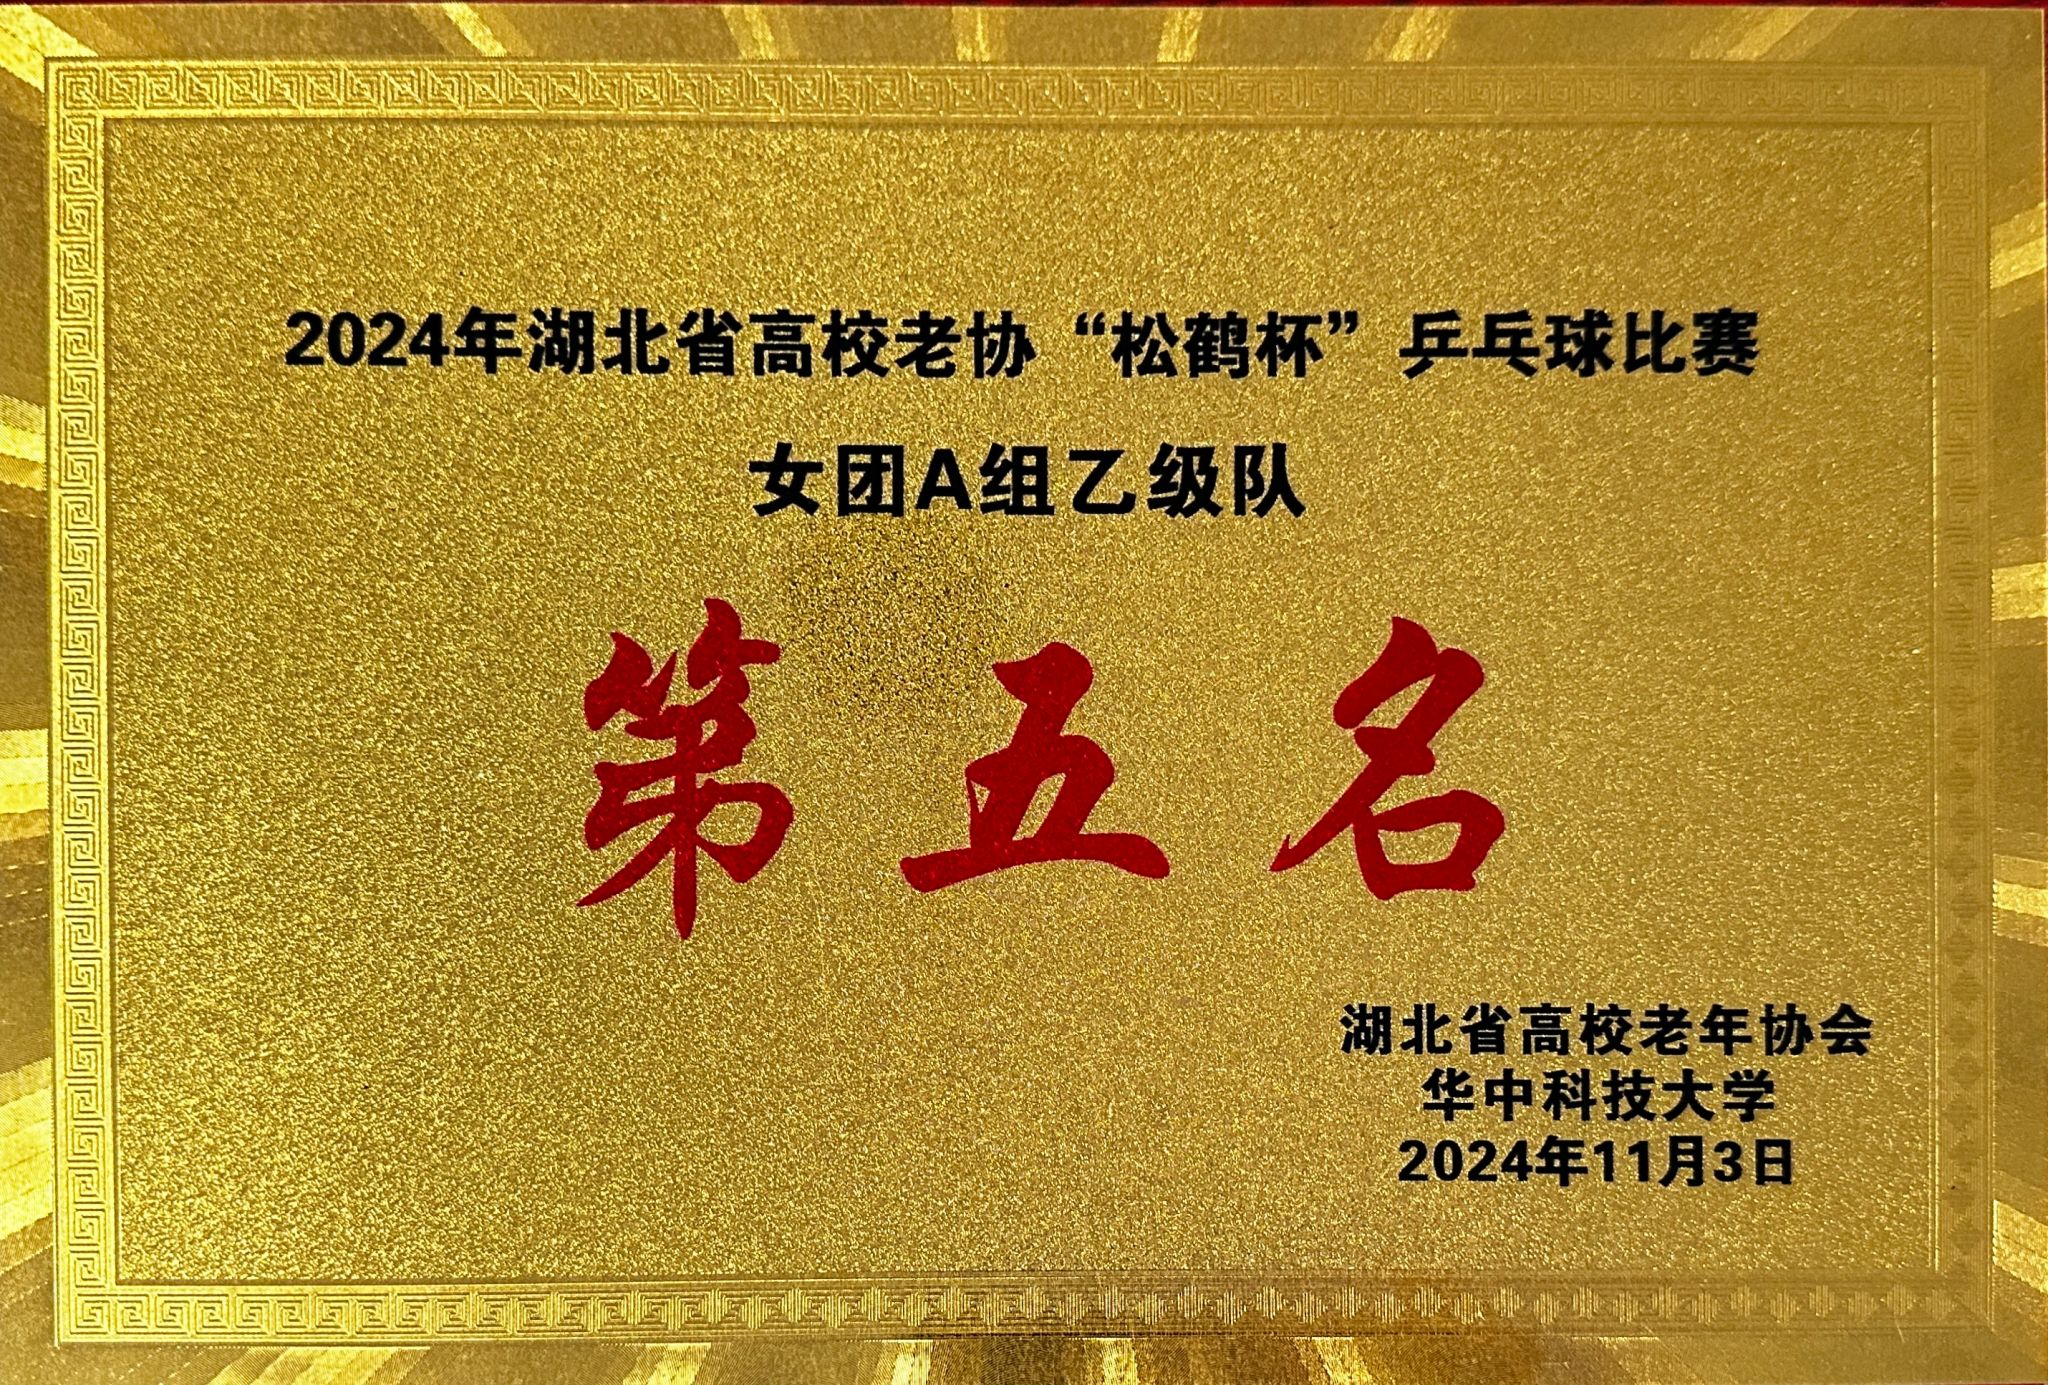 2024年湖北省高校老协“松鹤杯”乒乓球比赛
女团A组乙级队
第五名
湖北省高校老年协会
华中科技大学
2024年11月3日